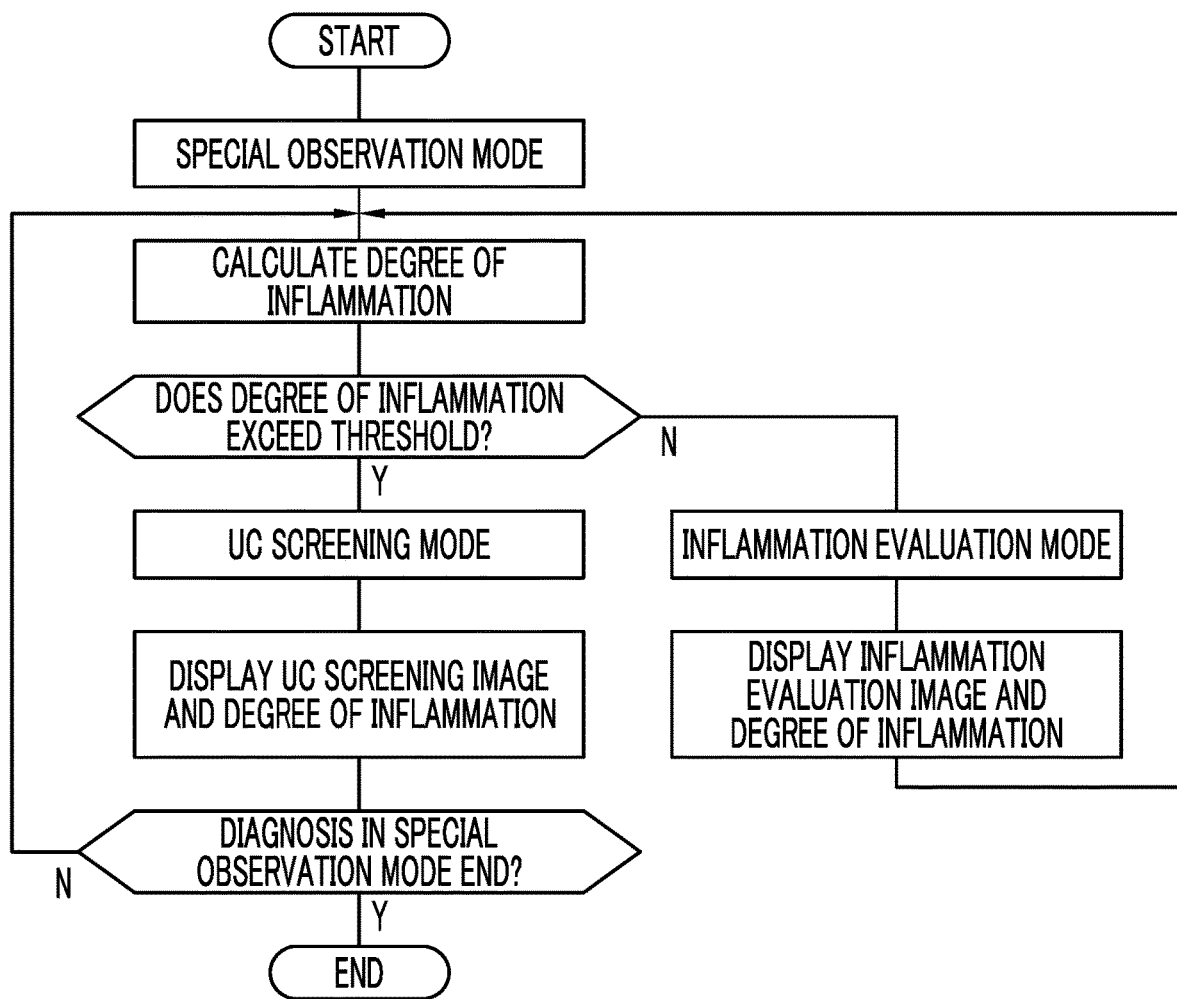 START
SPECIAL OBSERVATION MODE
CALCULATE DEGREE OF
INFLAMMATION
DOES DEGREE OF INFLAMMATION
EXCEED THRESHOLD?
N
Y
UC SCREENING MODE
INFLAMMATION EVALUATION MODE
DISPLAY UC SCREENING IMAGE
AND DEGREE OF INFLAMMATION
DISPLAY INFLAMMATION
EVALUATION IMAGE AND
DEGREE OF INFLAMMATION
DIAGNOSIS IN SPECIAL
OBSERVATION MODE END?
N
Y
END